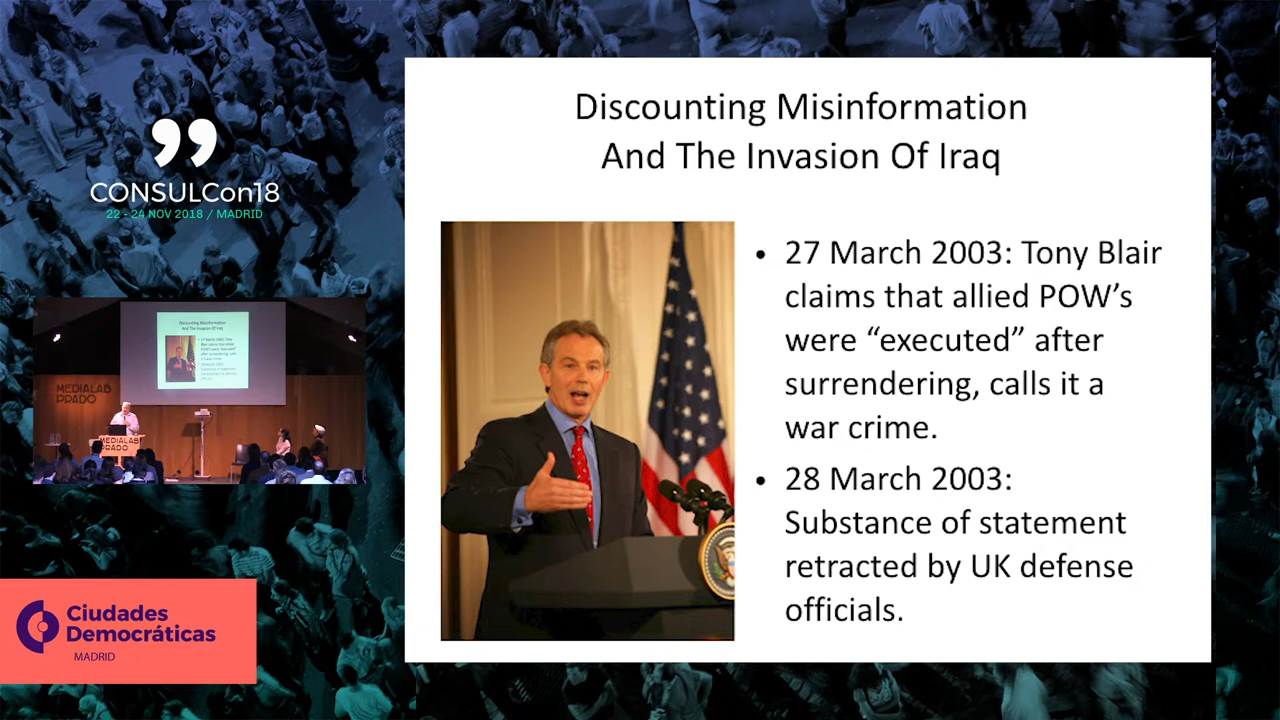 CONSULCon18
22 - 24 NOV 2018 / MADRID
MEDIALAB
PRADO
MEDIALAB
PRADO
Ciudades
Democráticas
MADRID
Discounting Misinformation
And The Invasion Of Iraq
• 27 March 2003: Tony Blair
claims that allied POW’s
were “executed” after
surrendering, calls it a
war crime.
• 28 March 2003:
Substance of statement
retracted by UK defense
officials.